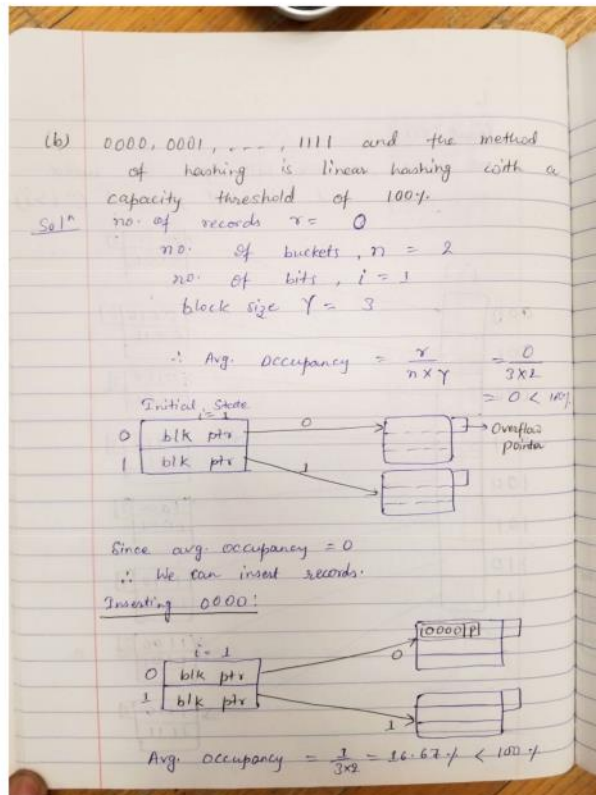 (b) 0000, 0001, . - - - , 1111 and the method
of hashing is linear hashing with a
capacity threshold of 100%.
Solⁿ no. of records r = 0
no. of buckets, n = 2
no. of bits, i = 1
block size Y = 3
∴ Avg. Occupancy = r / n×Y = 0 / 3×2
= 0 < 100%
Initial State
i = 1
0 blk ptr 0 → Overflow
1 blk ptr 1 pointer
Since avg. occupancy = 0
∴ We can insert records.
Inserting 0000:
i = 1
0 blk ptr 0 0000 P
1 blk ptr 1
Avg. occupancy = 1 / 3×2 = 16.67% < 100%